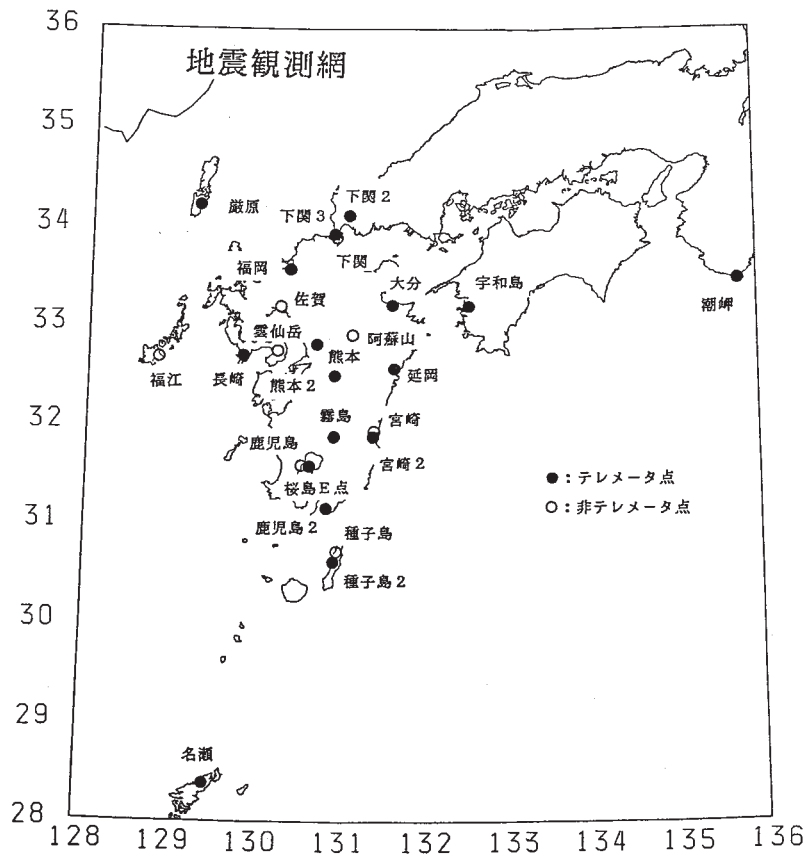 36
地震観測網
35
34
33
32
31
30
29
28
厳原
下関2
下関3
下関
福岡
佐賀
大分
宇和島
潮岬
雲仙岳
阿蘇山
熊本
福江
長崎
熊本2
延岡
霧島
宮崎
鹿児島
宮崎2
桜島E点
●:テレメータ点
○:非テレメータ点
鹿児島2
種子島
種子島2
名瀬
128 129 130 131 132 133 134 135 136